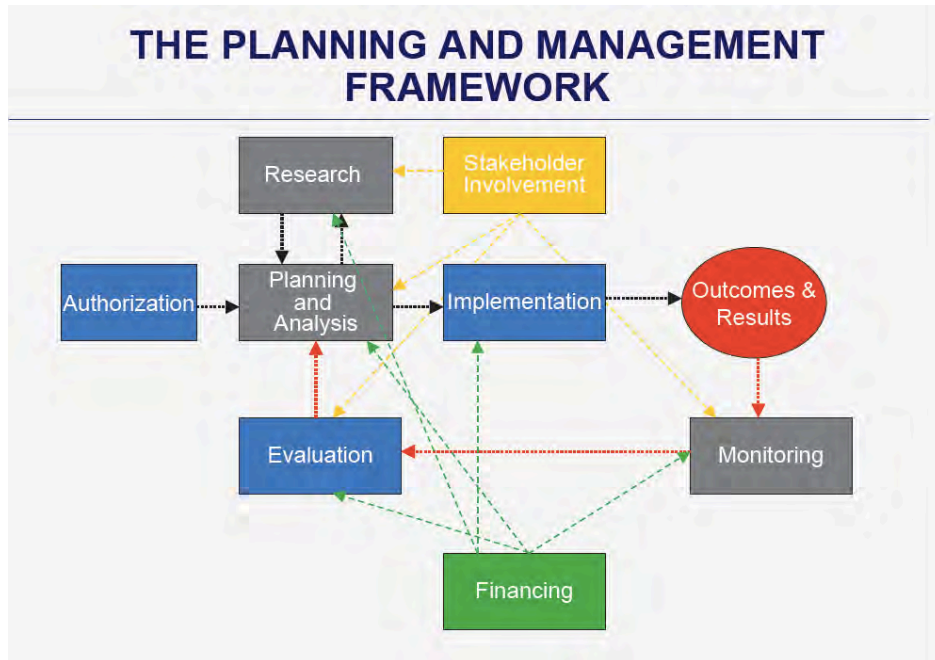 THE PLANNING AND MANAGEMENT
FRAMEWORK
Research
Stakeholder
Involvement
Authorization
Planning
and
Analysis
Implementation
Outcomes &
Results
Evaluation
Monitoring
Financing